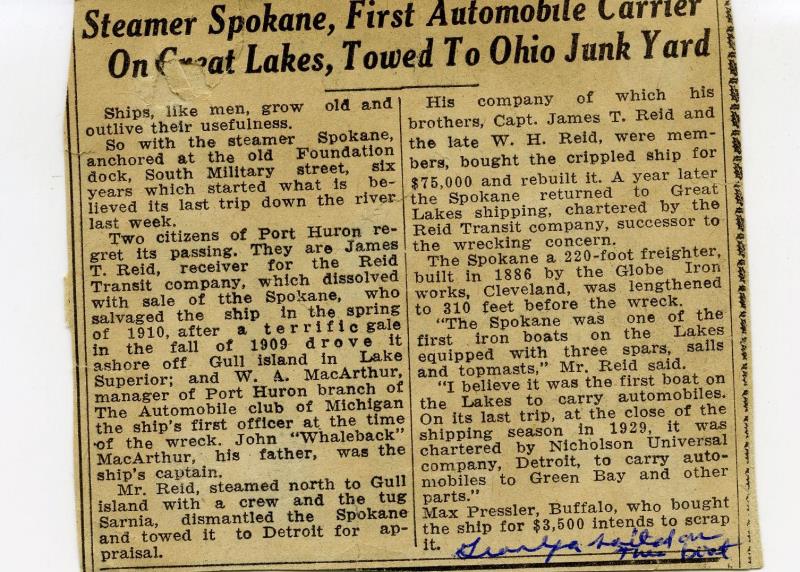 Steamer Spokane, First Automobile Carrier
On Great Lakes, Towed To Ohio Junk Yard
Ships, like men, grow old and
outlive their usefulness.
So with the steamer Spokane,
anchored at the old Foundation
dock, South Military street, six
years which started what is be-
lieved its last trip down the river
last week.
Two citizens of Port Huron re-
gret its passing. They are James
T. Reid, receiver for the Reid
Transit company, which dissolved
with sale of tthe Spokane, who
salvaged the ship in the spring
of 1910, after a terrific gale
in the fall of 1909 drove it
ashore off Gull island in Lake
Superior; and W. A. MacArthur,
manager of Port Huron branch of
The Automobile club of Michigan
the ship's first officer at the time
of the wreck. John "Whaleback"
MacArthur, his father, was the
ship's captain.
Mr. Reid, steamed north to Gull
island with a crew and the tug
Sarnia, dismantled the Spokane
and towed it to Detroit for ap-
praisal.
His company of which his
brothers, Capt. James T. Reid and
the late W. H. Reid, were mem-
bers, bought the crippled ship for
$75,000 and rebuilt it. A year later
the Spokane returned to Great
Lakes shipping, chartered by the
Reid Transit company, successor to
the wrecking concern.
The Spokane a 220-foot freighter,
built in 1886 by the Globe Iron
works, Cleveland, was lengthened
to 310 feet before the wreck.
"The Spokane was one of the
first iron boats on the Lakes
equipped with three spars, sails
and topmasts," Mr. Reid said.
"I believe it was the first boat on
the Lakes to carry automobiles.
On its last trip, at the close of the
shipping season in 1929, it was
chartered by Nicholson Universal
company, Detroit, to carry auto-
mobiles to Green Bay and other
parts."
Max Pressler, Buffalo, who bought
the ship for $3,500 intends to scrap
it.
sailed on